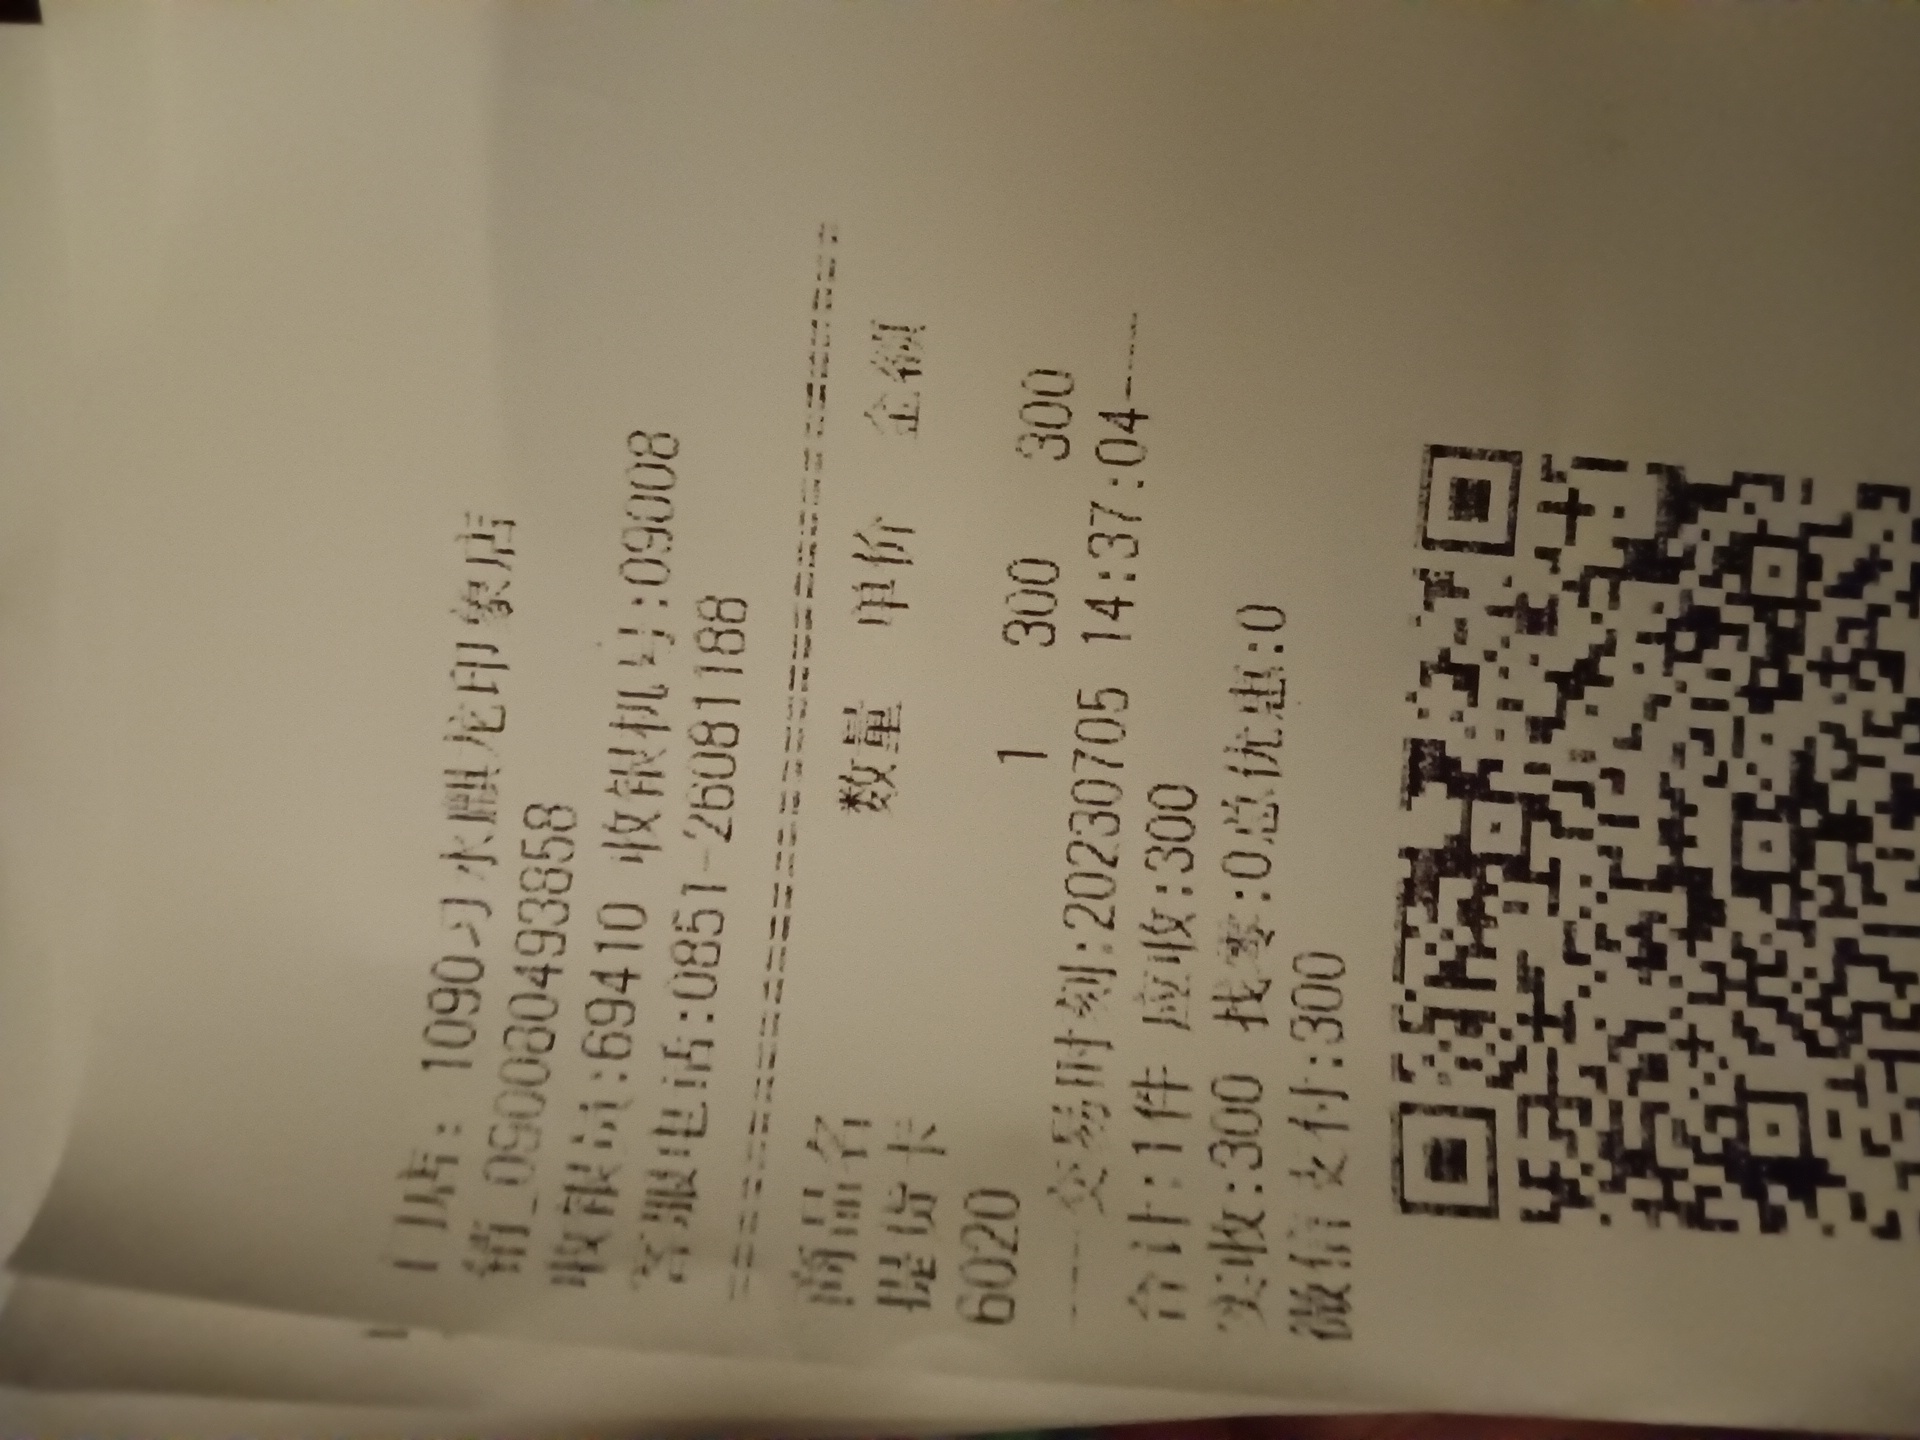 门店: 1090习水麒龙印象店
销_090080493858
收银员:69410 收银机号:09008
客服电话:0851-26081188
商品名 数量 单价 金额
提货卡
6020 1 300 300
----交易时刻:20230705 14:37:04----
合计:1件 应收:300
实收:300 找零:0总优惠:0
微信支付:300